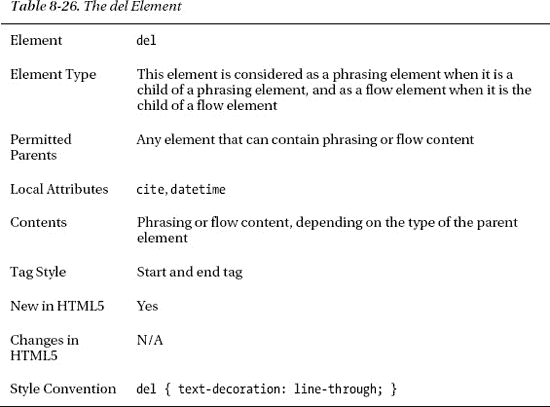 Table 8-26. The del Element
Element del
Element Type This element is considered as a phrasing element when it is a
child of a phrasing element, and as a flow element when it is the
child of a flow element
Permitted Any element that can contain phrasing or flow content
Parents
Local Attributes cite, datetime
Contents Phrasing or flow content, depending on the type of the parent
element
Tag Style Start and end tag
New in HTML5 Yes
Changes in N/A
HTML5
Style Convention del { text-decoration: line-through; }